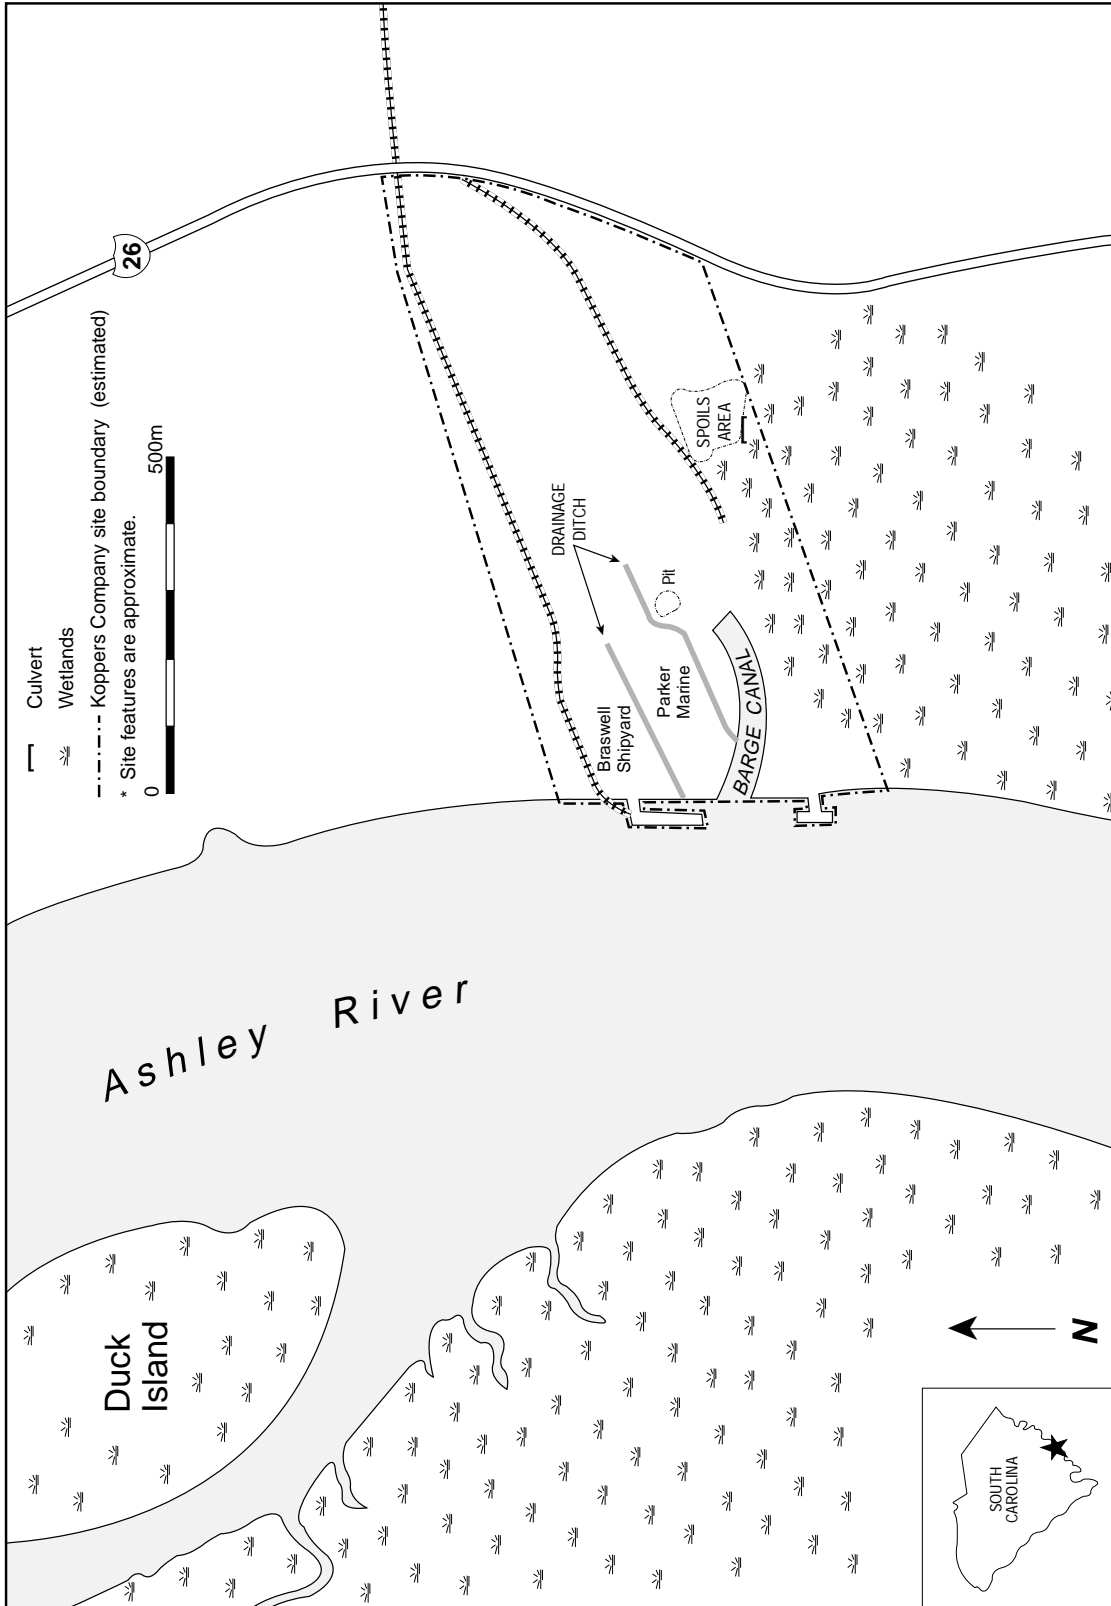 Culvert
Wetlands
Koppers Company site boundary (estimated)
* Site features are approximate.
0
500m
26
Ashley River
Duck
Island
DRAINAGE
DITCH
SPOILS
AREA
Pit
Braswell
Shipyard
Parker
Marine
BARGE CANAL
N
SOUTH
CAROLINA